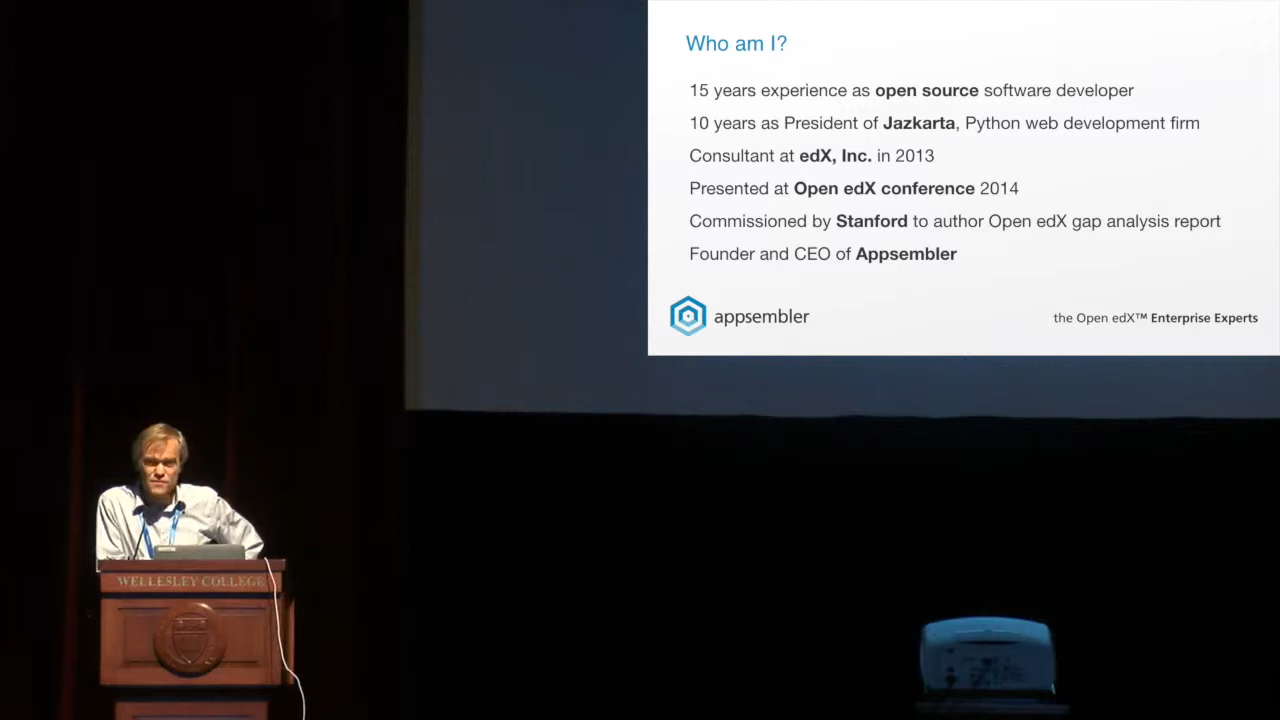 Who am I?
15 years experience as open source software developer
10 years as President of Jazkarta, Python web development firm
Consultant at edX, Inc. in 2013
Presented at Open edX conference 2014
Commissioned by Stanford to author Open edX gap analysis report
Founder and CEO of Appsembler
appsembler
the Open edX™ Enterprise Experts
WELLESLEY COLLEGE